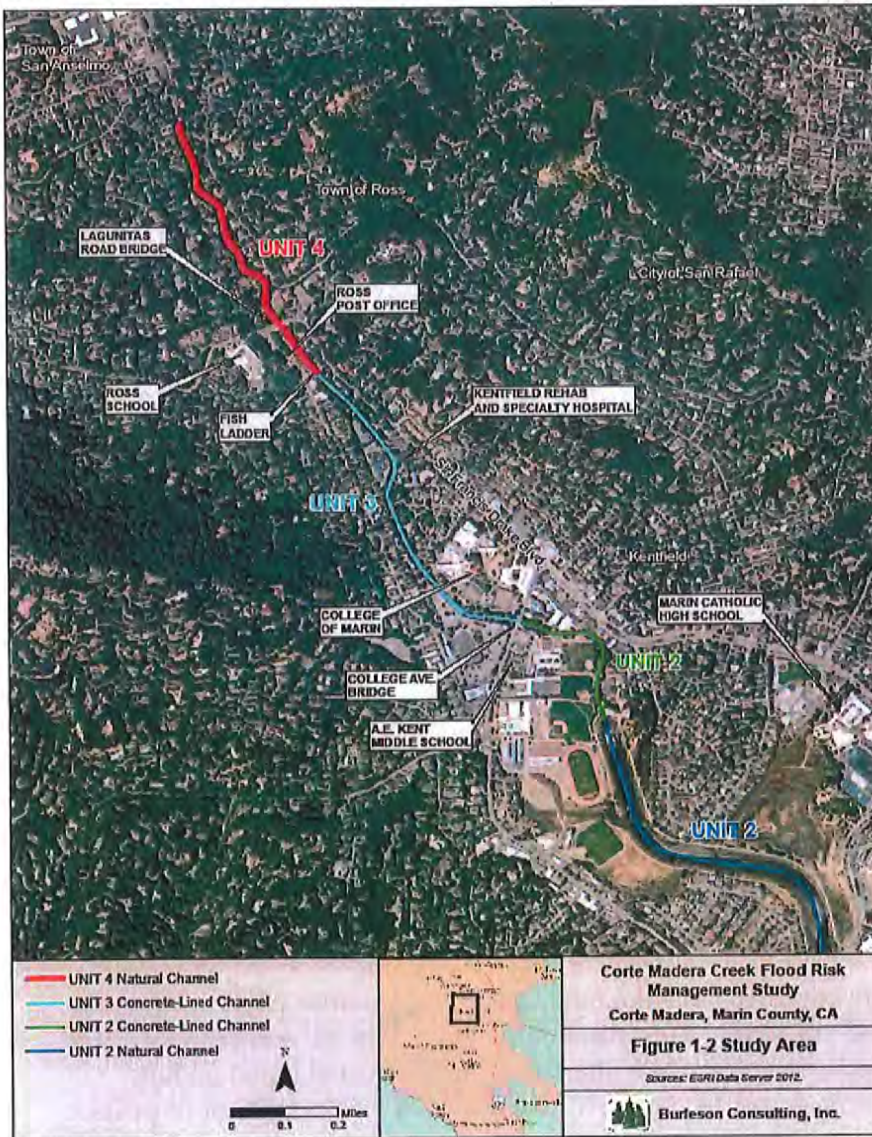 Town of
San Anselmo
Town of Ross
LAGUNITAS
ROAD BRIDGE
UNIT 4
City of San Rafael
ROSS
POST OFFICE
ROSS
SCHOOL
FISH
LADDER
KENTFIELD REHAB
AND SPECIALTY HOSPITAL
UNIT 3
Blvd
Kentfield
COLLEGE
OF MARIN
MARIN CATHOLIC
HIGH SCHOOL
UNIT 2
COLLEGE AVE.
BRIDGE
A.E. KENT
MIDDLE SCHOOL
UNIT 2
UNIT 4 Natural Channel
UNIT 3 Concrete-Lined Channel
UNIT 2 Concrete-Lined Channel
UNIT 2 Natural Channel
N
Miles
0 0.1 0.2
Corte Madera Creek Flood Risk
Management Study
Corte Madera, Marin County, CA
Figure 1-2 Study Area
Sources: ESRI Data Server 2012.
Burleson Consulting, Inc.